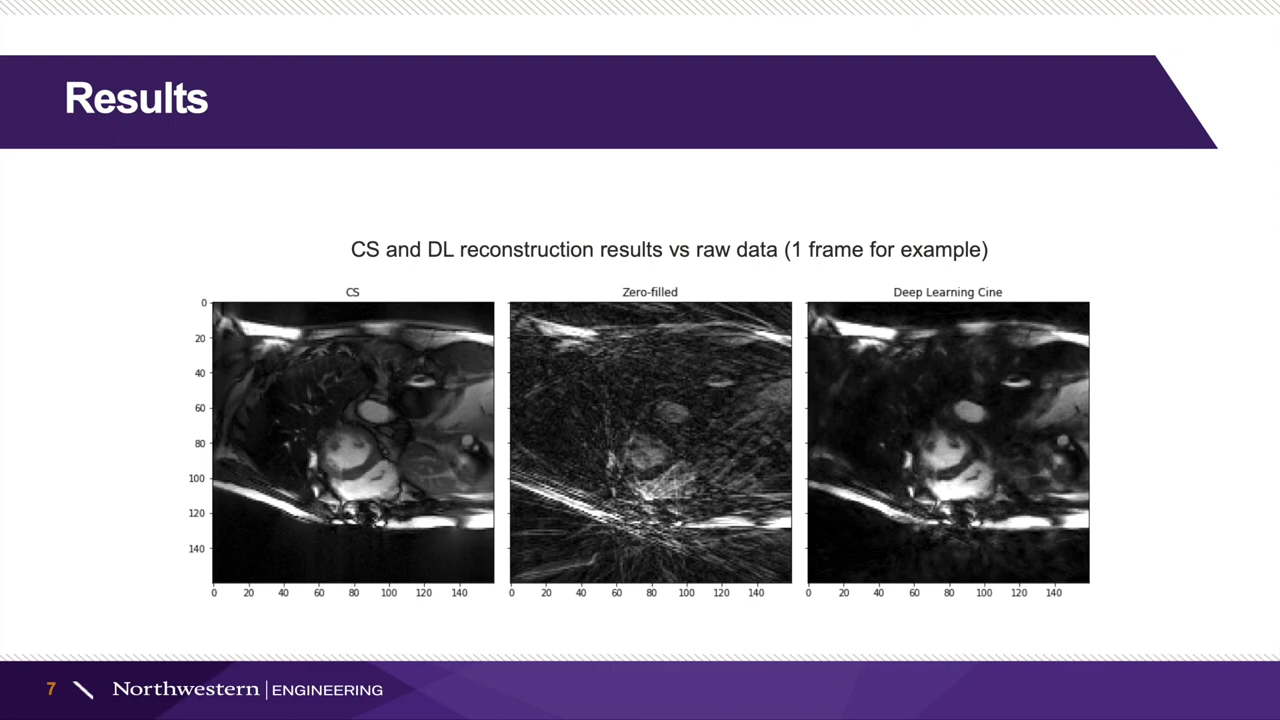 Results
CS and DL reconstruction results vs raw data (1 frame for example)
CS
Zero-filled
Deep Learning Cine
0
20
40
60
80
100
120
140
0 20 40 60 80 100 120 140
0 20 40 60 80 100 120 140
0 20 40 60 80 100 120 140
7
Northwestern | ENGINEERING